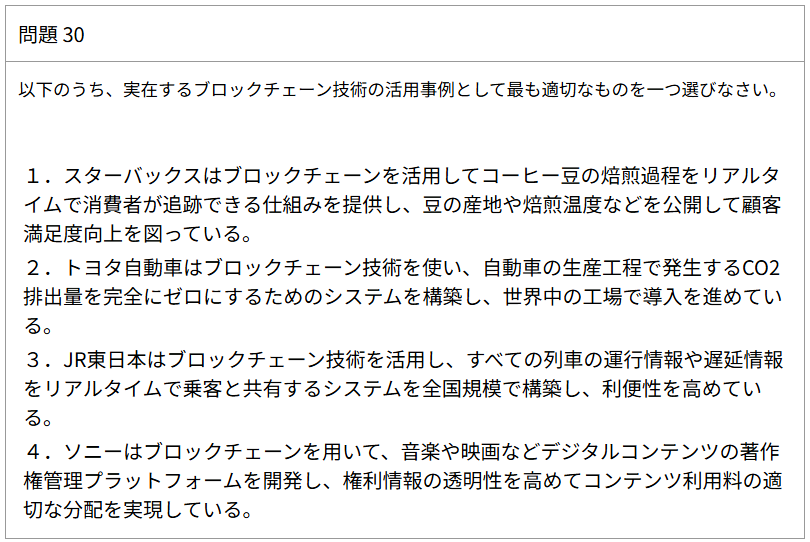 問題 30
以下のうち、実在するブロックチェーン技術の活用事例として最も適切なものを一つ選びなさい。
１．スターバックスはブロックチェーンを活用してコーヒー豆の焙煎過程をリアルタ
イムで消費者が追跡できる仕組みを提供し、豆の産地や焙煎温度などを公開して顧客
満足度向上を図っている。
２．トヨタ自動車はブロックチェーン技術を使い、自動車の生産工程で発生するCO2
排出量を完全にゼロにするためのシステムを構築し、世界中の工場で導入を進めてい
る。
３．JR東日本はブロックチェーン技術を活用し、すべての列車の運行情報や遅延情報
をリアルタイムで乗客と共有するシステムを全国規模で構築し、利便性を高めてい
る。
４．ソニーはブロックチェーンを用いて、音楽や映画などデジタルコンテンツの著作
権管理プラットフォームを開発し、権利情報の透明性を高めてコンテンツ利用料の適
切な分配を実現している。